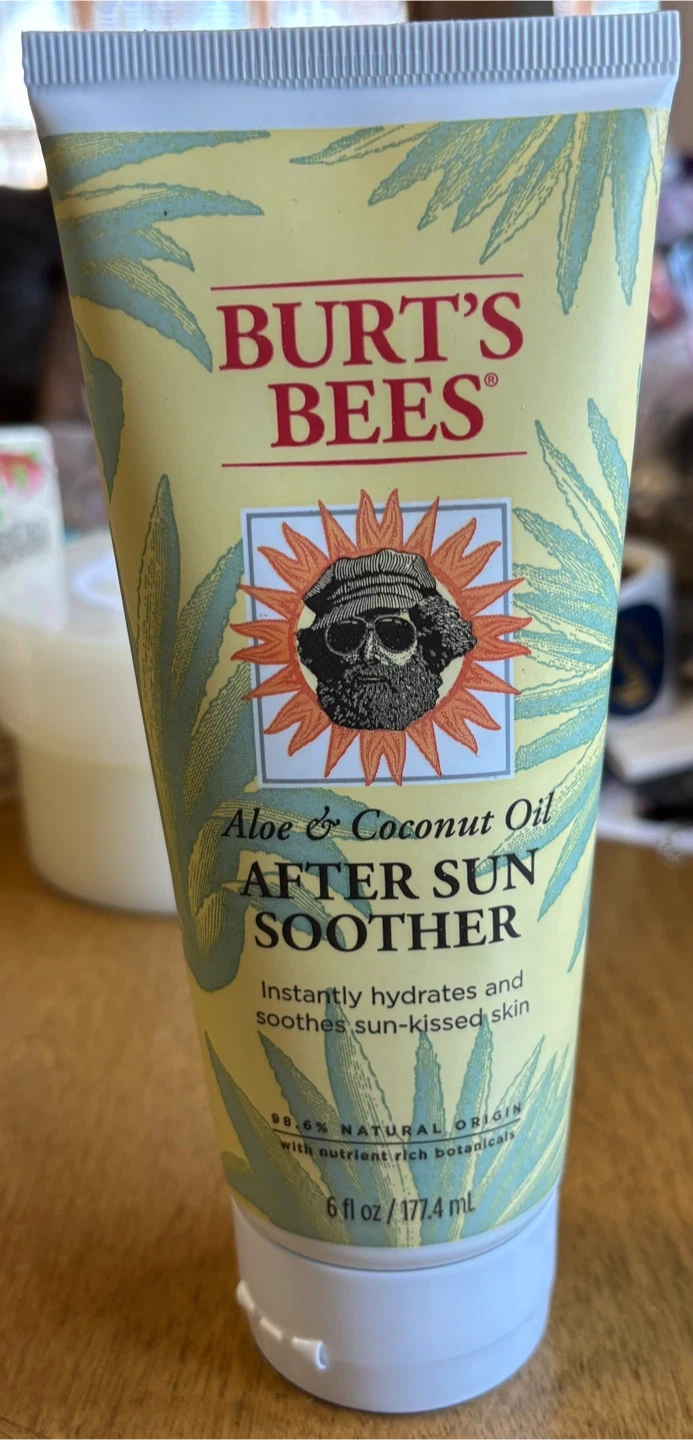 BURT'S
BEES®
Aloe & Coconut Oil
AFTER SUN
SOOTHER
Instantly hydrates and
soothes sun-kissed skin
98.6% NATURAL ORIGIN
with nutrient rich botanicals
6 fl oz / 177.4 mL